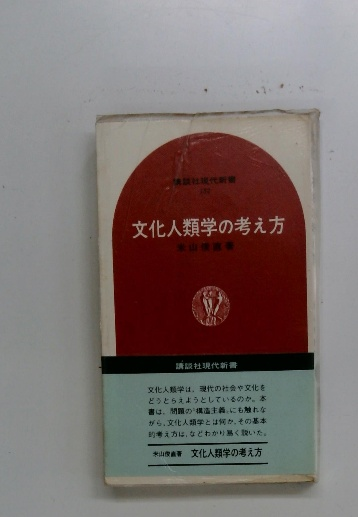 講談社現代新書
文化人類学の考え方
米山俊直著
講談社現代新書
文化人類学は、現代の社会や文化を
どうとらえようとしているのか。本
書は、問題の"構造主義"にも触れな
がら、文化人類学とは何か、その基本
的考え方は、などわかり易く説いた。
米山俊直著 文化人類学の考え方